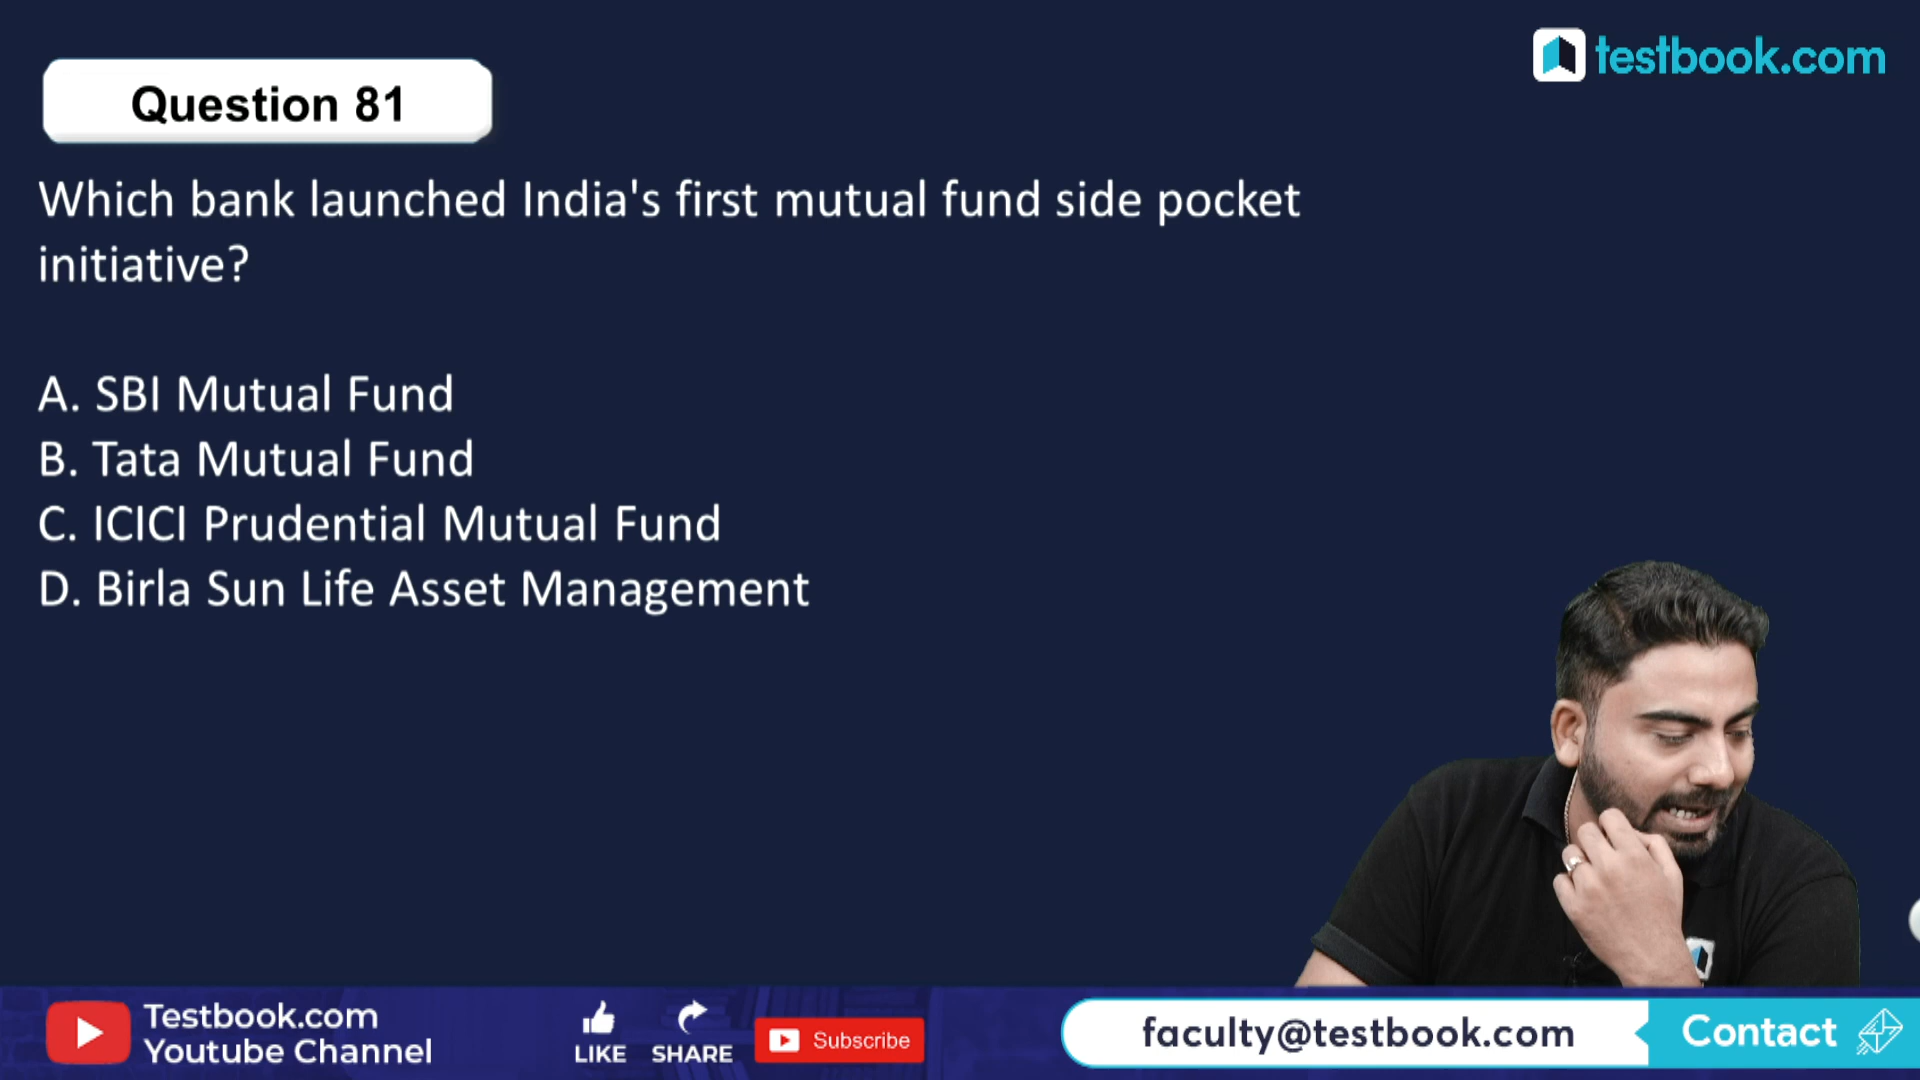 testbook.com
Question 81
Which bank launched India's first mutual fund side pocket
initiative?
A. SBI Mutual Fund
B. Tata Mutual Fund
C. ICICI Prudential Mutual Fund
D. Birla Sun Life Asset Management
Testbook.com
Youtube Channel
LIKE
SHARE
Subscribe
faculty@testbook.com
Contact